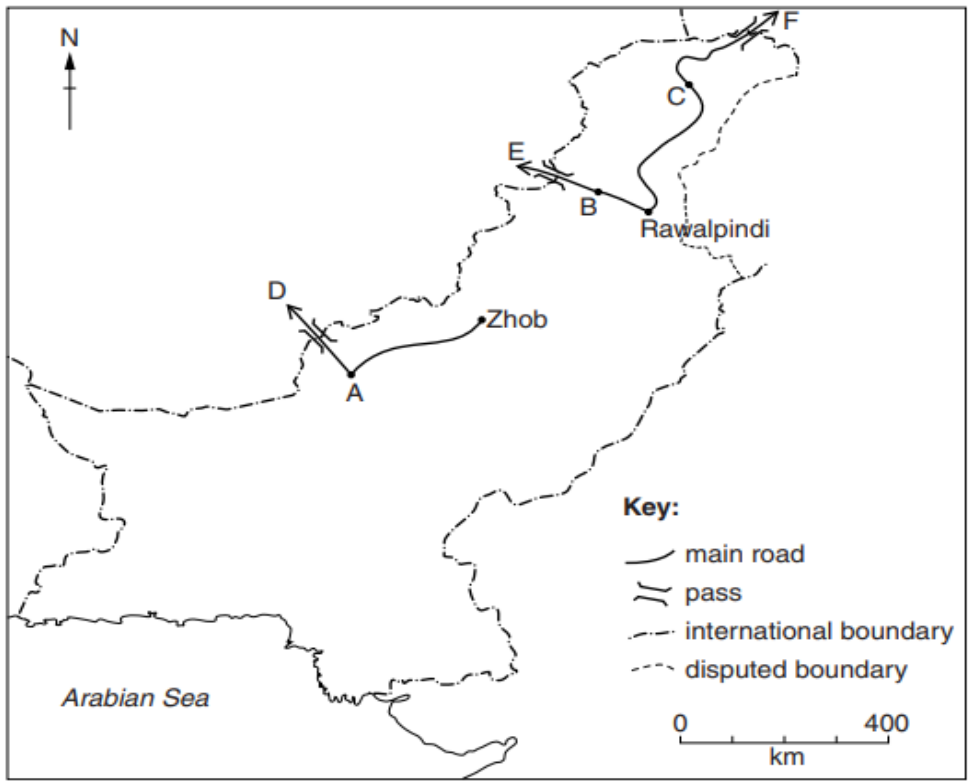 N
F
C
E
B
Rawalpindi
D
Zhob
A
Key:
main road
pass
international boundary
disputed boundary
Arabian Sea
0 400
km